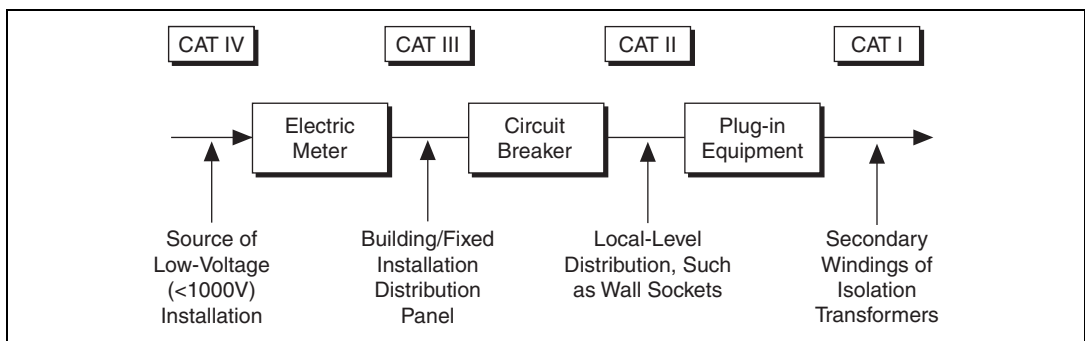 CAT IV
CAT III
CAT II
CAT I
Electric
Meter
Circuit
Breaker
Plug-in
Equipment
Source of
Low-Voltage
(<1000V)
Installation
Building/Fixed
Installation
Distribution
Panel
Local-Level
Distribution, Such
as Wall Sockets
Secondary
Windings of
Isolation
Transformers